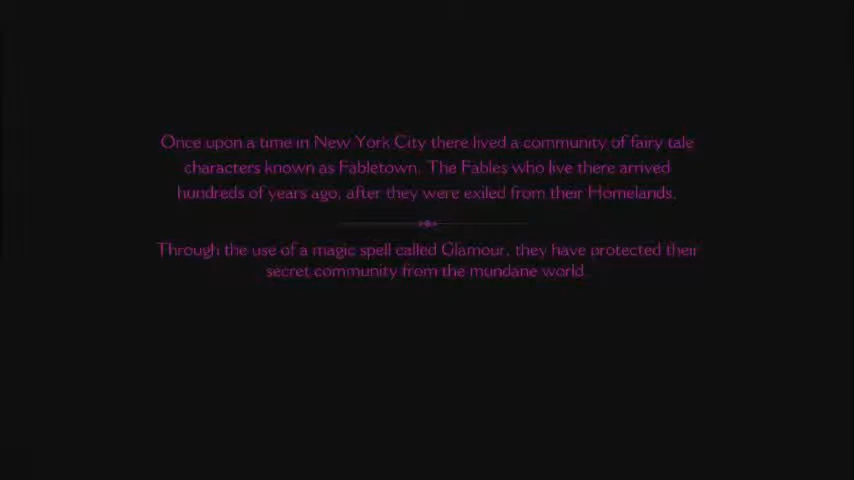 Once upon a time in New York City there lived a community of fairy tale
characters known as Fabletown. The Fables who live there arrived
hundreds of years ago, after they were exiled from their Homelands.
Through the use of a magic spell called Glamour, they have protected their
secret community from the mundane world.